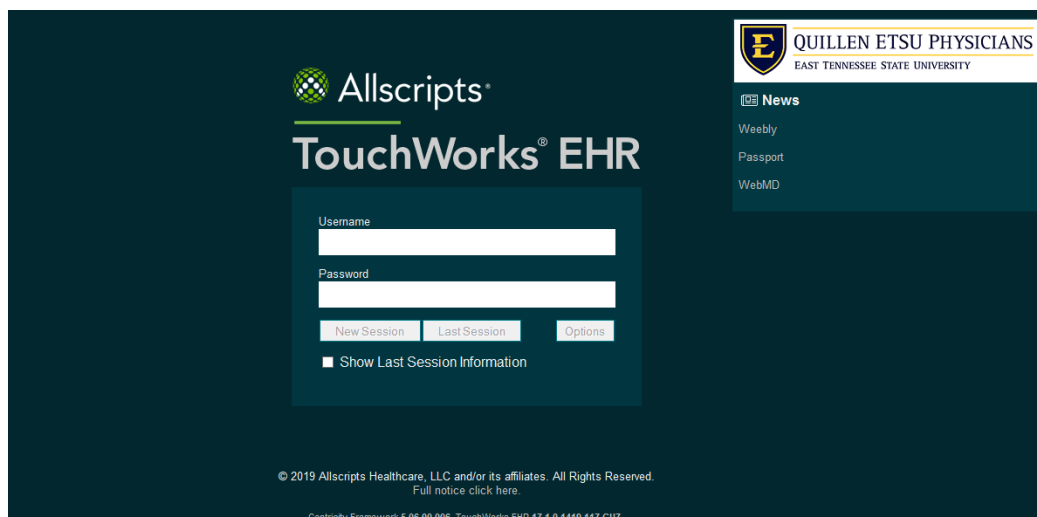 Allscripts®
TouchWorks® EHR
Username
Password
New Session Last Session Options
Show Last Session Information
© 2019 Allscripts Healthcare, LLC and/or its affiliates. All Rights Reserved.
Full notice click here.
E QUILLEN ETSU PHYSICIANS
EAST TENNESSEE STATE UNIVERSITY
News
Weebly
Passport
WebMD